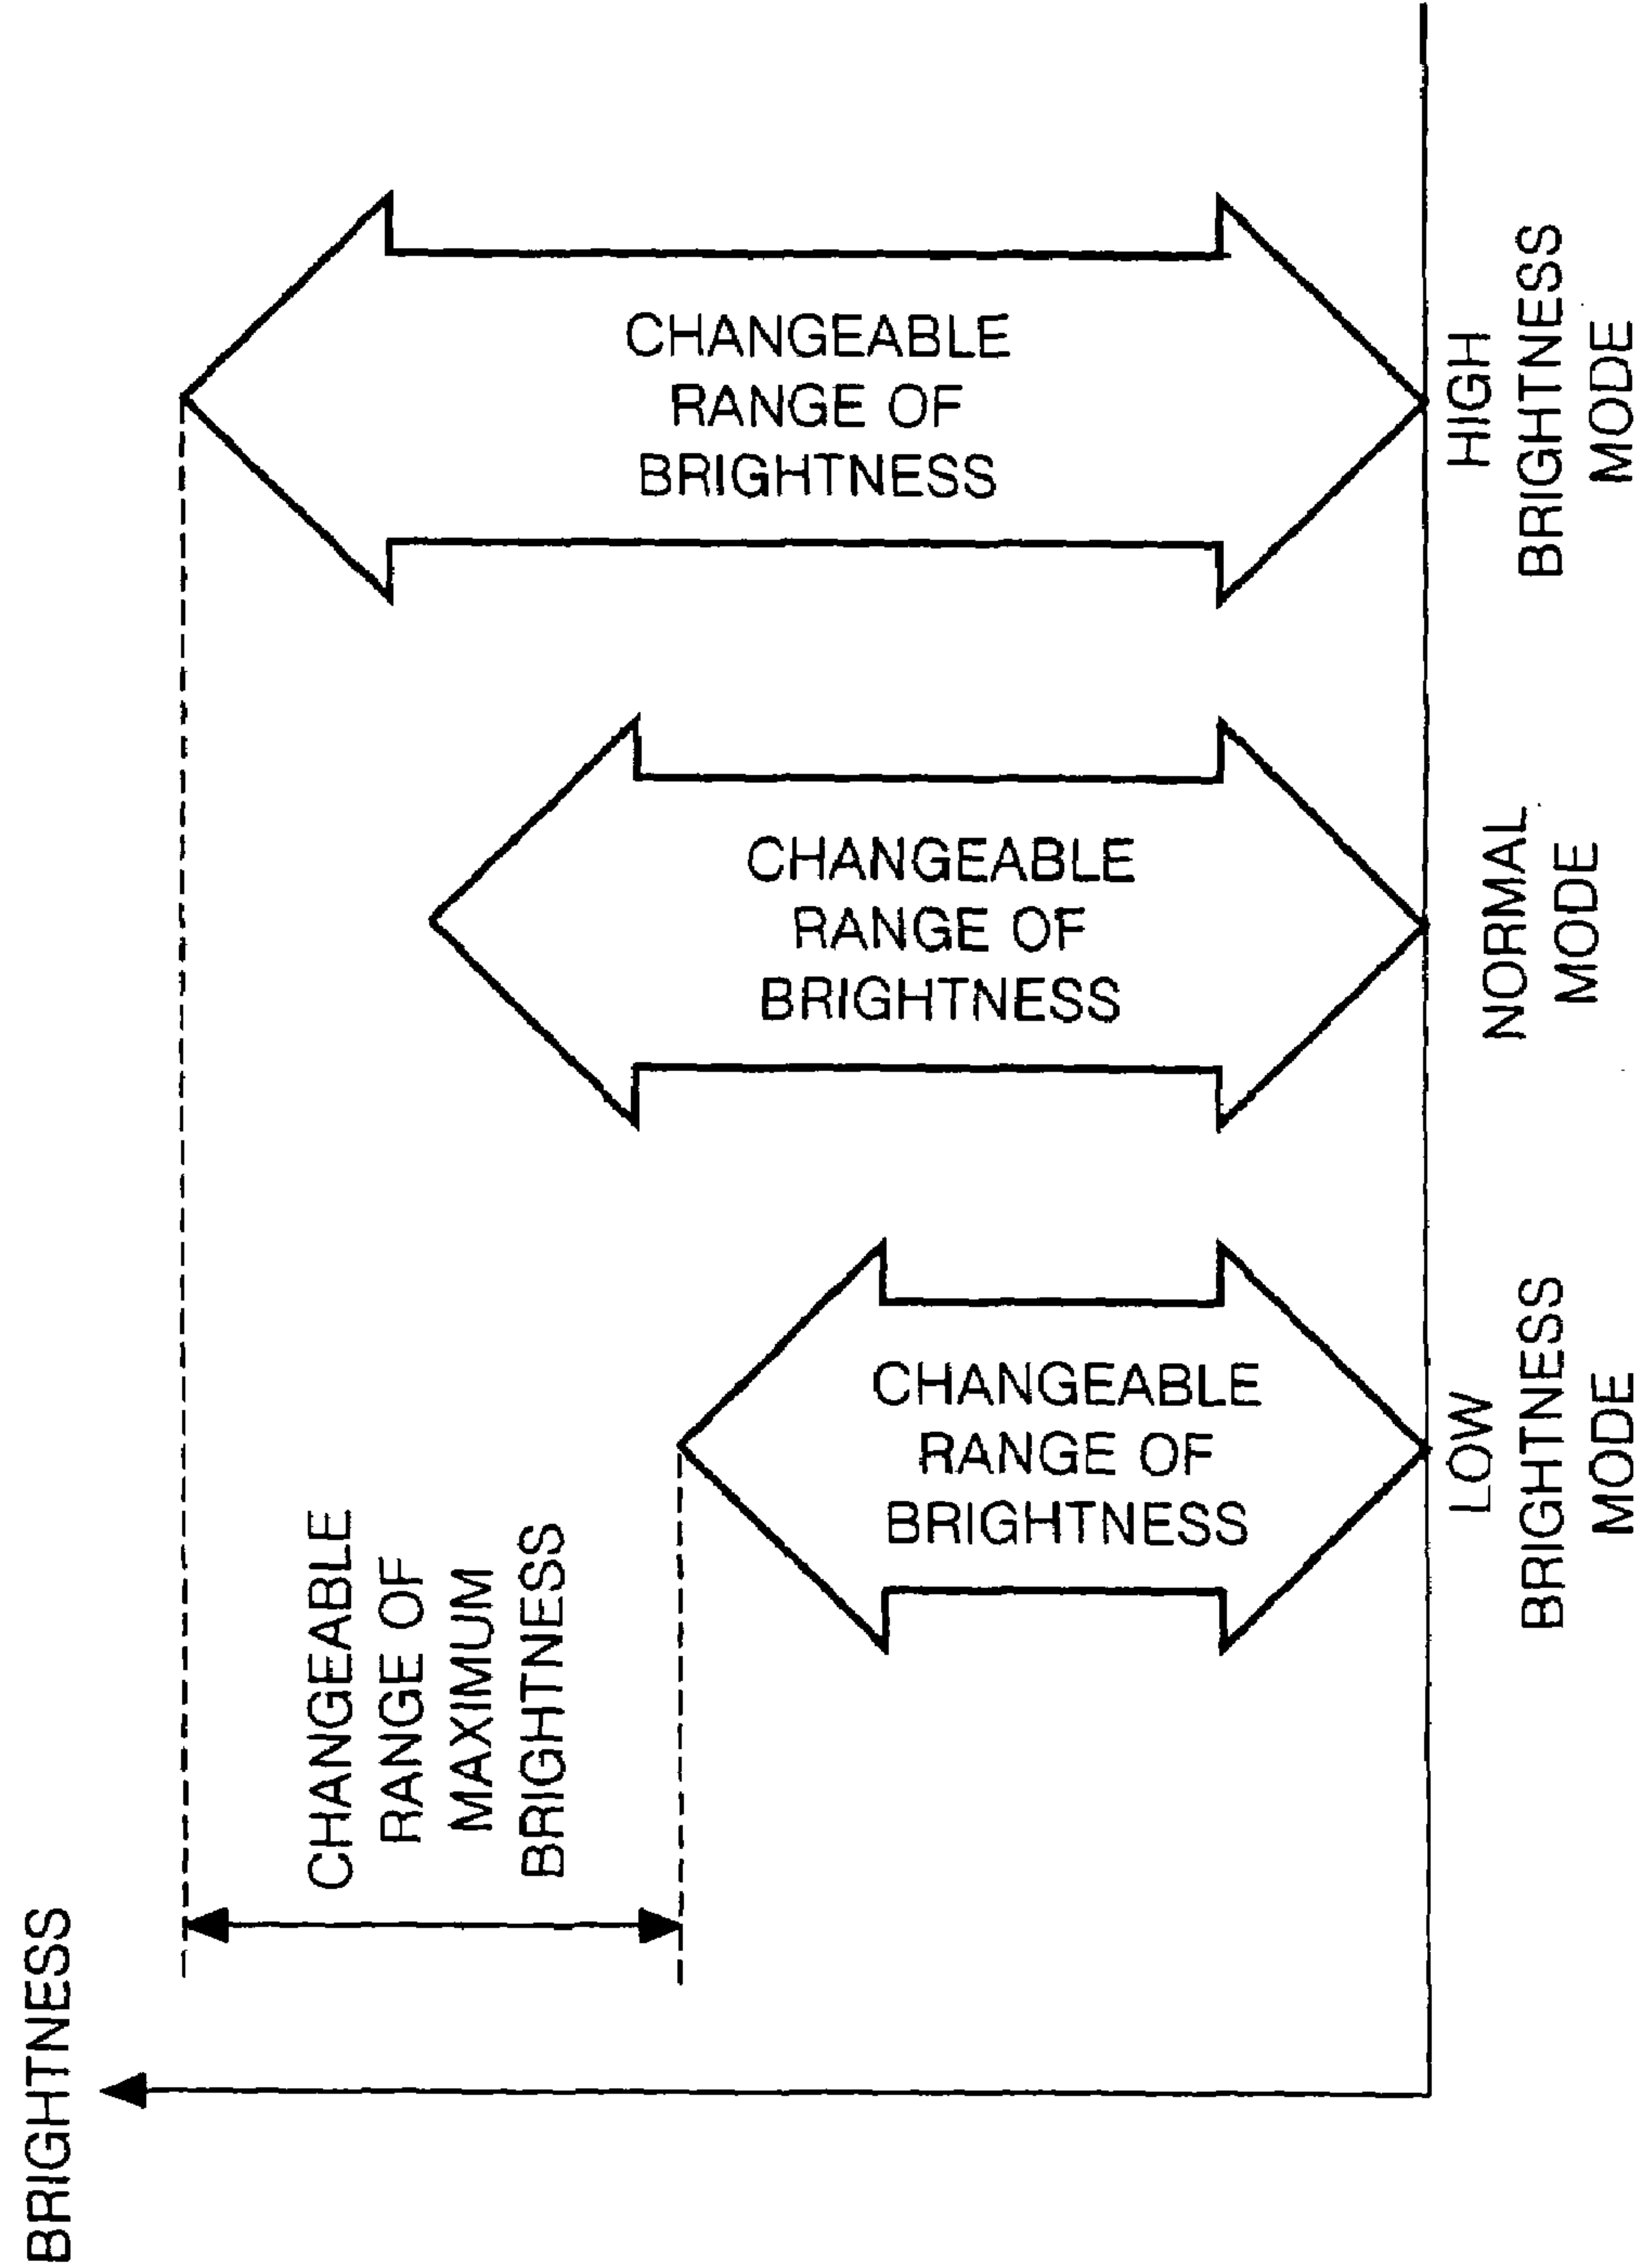 BRIGHTNESS
CHANGEABLE
RANGE OF
MAXIMUM
BRIGHTNESS
CHANGEABLE
RANGE OF
BRIGHTNESS
CHANGEABLE
RANGE OF
BRIGHTNESS
CHANGEABLE
RANGE OF
BRIGHTNESS
LOW
BRIGHTNESS
MODE
NORMAL
MODE
HIGH
BRIGHTNESS
MODE